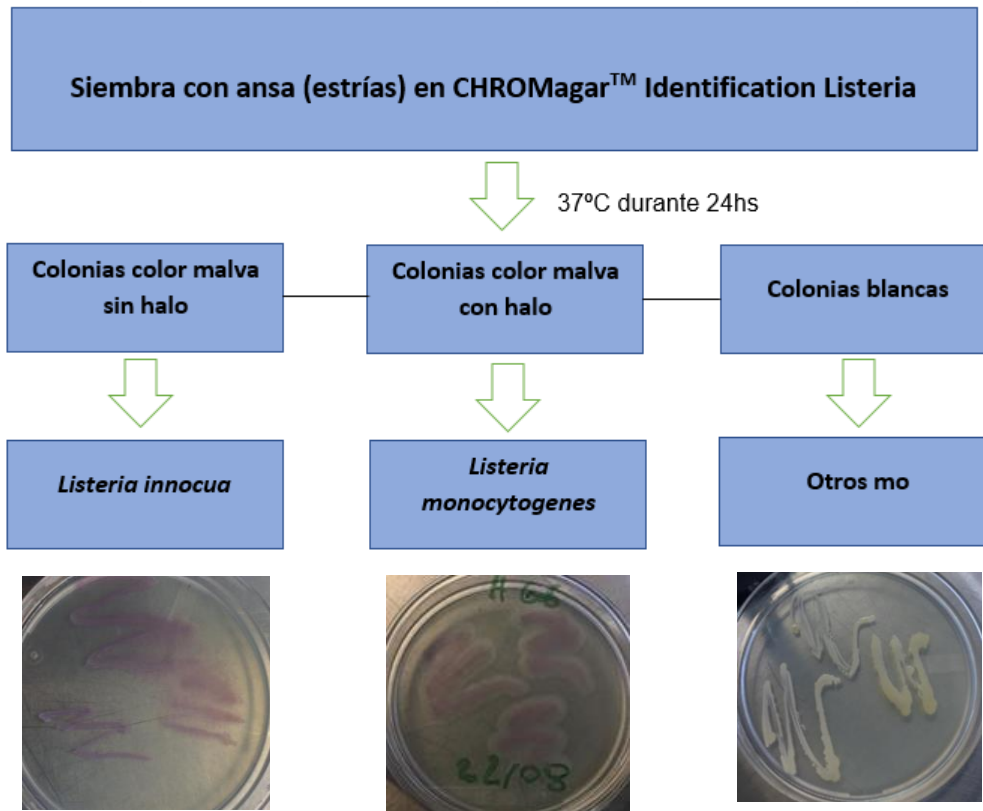 Siembra con ansa (estrías) en CHROMagar™ Identification Listeria
37ºC durante 24hs
Colonias color malva
sin halo
Colonias color malva
con halo
Colonias blancas
Listeria innocua
Listeria
monocytogenes
Otros mo
A 66
22/08